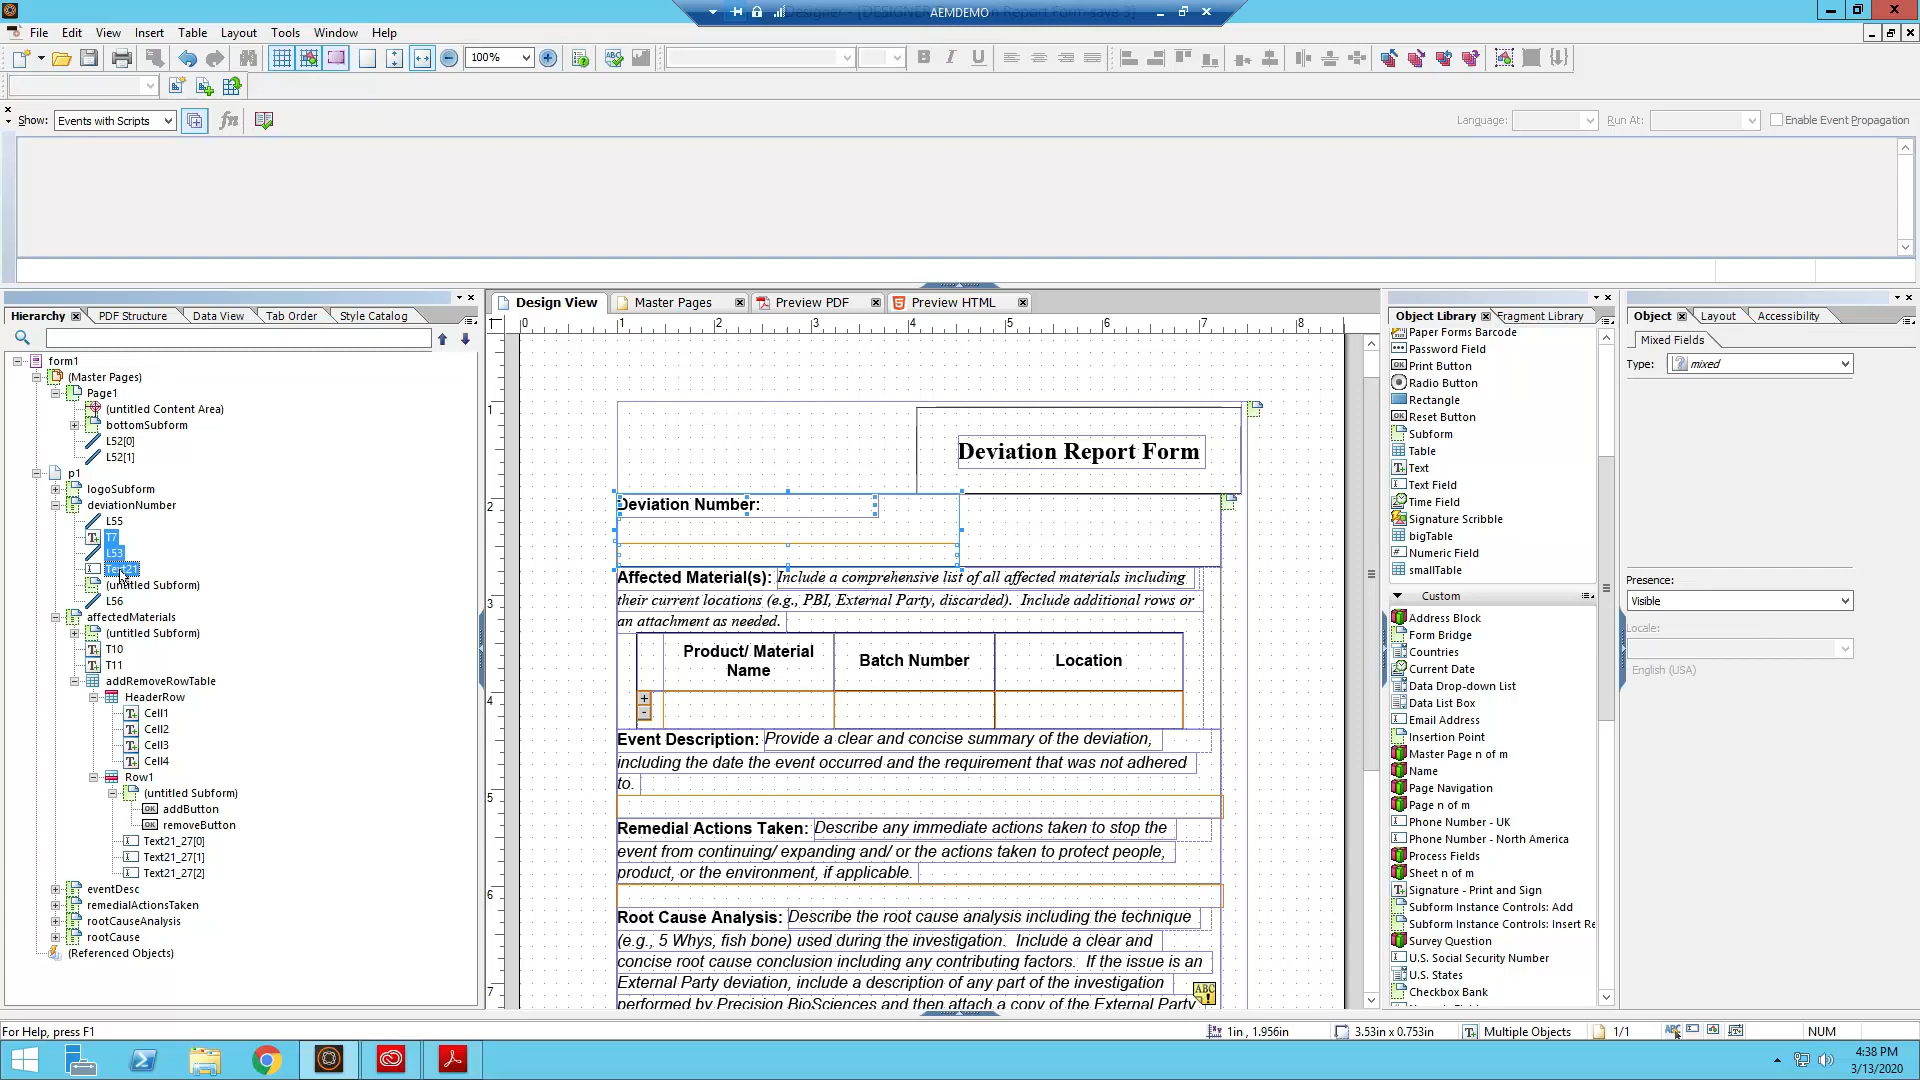 AEMDEMO
File Edit View Insert Table Layout Tools Window Help
100%
Show: Events with Scripts
Language: Run At: Enable Event Propagation
Hierarchy PDF Structure Data View Tab Order Style Catalog
form1
(Master Pages)
Page1
(untitled Content Area)
bottomSubform
L52[0]
L52[1]
p1
logoSubform
deviationNumber
L55
T7
L53
Text21
(untitled Subform)
L56
affectedMaterials
(untitled Subform)
T10
T11
addRemoveRowTable
HeaderRow
Cell1
Cell2
Cell3
Cell4
Row1
(untitled Subform)
addButton
removeButton
Text21_27[0]
Text21_27[1]
Text21_27[2]
eventDesc
remedialActionsTaken
rootCauseAnalysis
rootCause
(Referenced Objects)
Design View Master Pages Preview PDF Preview HTML
0 1 2 3 4 5 6 7 8
1
2
3
4
5
6
7
Deviation Report Form
Deviation Number:
Affected Material(s): Include a comprehensive list of all affected materials including
their current locations (e.g., PBI, External Party, discarded). Include additional rows or
an attachment as needed.
Product/ Material
Name
Batch Number
Location
+
-
Event Description: Provide a clear and concise summary of the deviation,
including the date the event occurred and the requirement that was not adhered
to.
Remedial Actions Taken: Describe any immediate actions taken to stop the
event from continuing/ expanding and/ or the actions taken to protect people,
product, or the environment, if applicable.
Root Cause Analysis: Describe the root cause analysis including the technique
(e.g., 5 Whys, fish bone) used during the investigation. Include a clear and
concise root cause conclusion including any contributing factors. If the issue is an
External Party deviation, include a description of any part of the investigation
performed by Precision BioSciences and then attach a copy of the External Party
ABC
Object Library Fragment Library
Paper Forms Barcode
Password Field
Print Button
Radio Button
Rectangle
Reset Button
Subform
Table
Text
Text Field
Time Field
Signature Scribble
bigTable
Numeric Field
smallTable
Custom
Address Block
Form Bridge
Countries
Current Date
Data Drop-down List
Data List Box
Email Address
Insertion Point
Master Page n of m
Name
Page Navigation
Page n of m
Phone Number - UK
Phone Number - North America
Process Fields
Sheet n of m
Signature - Print and Sign
Subform Instance Controls: Add
Subform Instance Controls: Insert Re
Survey Question
U.S. Social Security Number
U.S. States
Checkbox Bank
Object Layout Accessibility
Mixed Fields
Type: mixed
Presence:
Visible
Locale:
English (USA)
For Help, press F1
1in , 1.956in 3.53in x 0.753in Multiple Objects 1/1 NUM
4:38 PM
3/13/2020